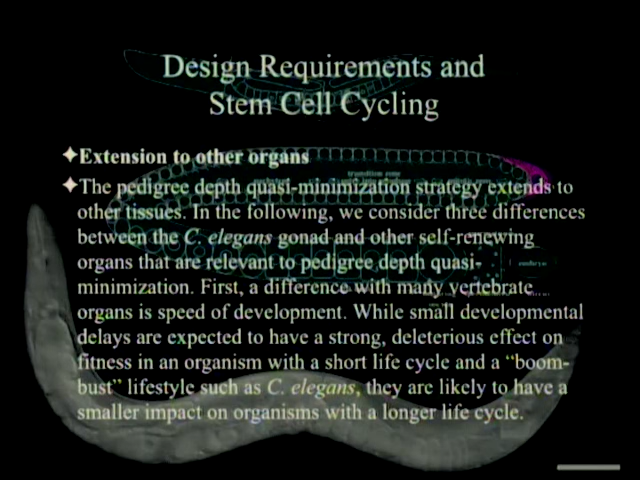 Design Requirements and
Stem Cell Cycling
✦Extension to other organs
✦The pedigree depth quasi-minimization strategy extends to
other tissues. In the following, we consider three differences
between the C. elegans gonad and other self-renewing
organs that are relevant to pedigree depth quasi-
minimization. First, a difference with many vertebrate
organs is speed of development. While small developmental
delays are expected to have a strong, deleterious effect on
fitness in an organism with a short life cycle and a “boom-
bust” lifestyle such as C. elegans, they are likely to have a
smaller impact on organisms with a longer life cycle.